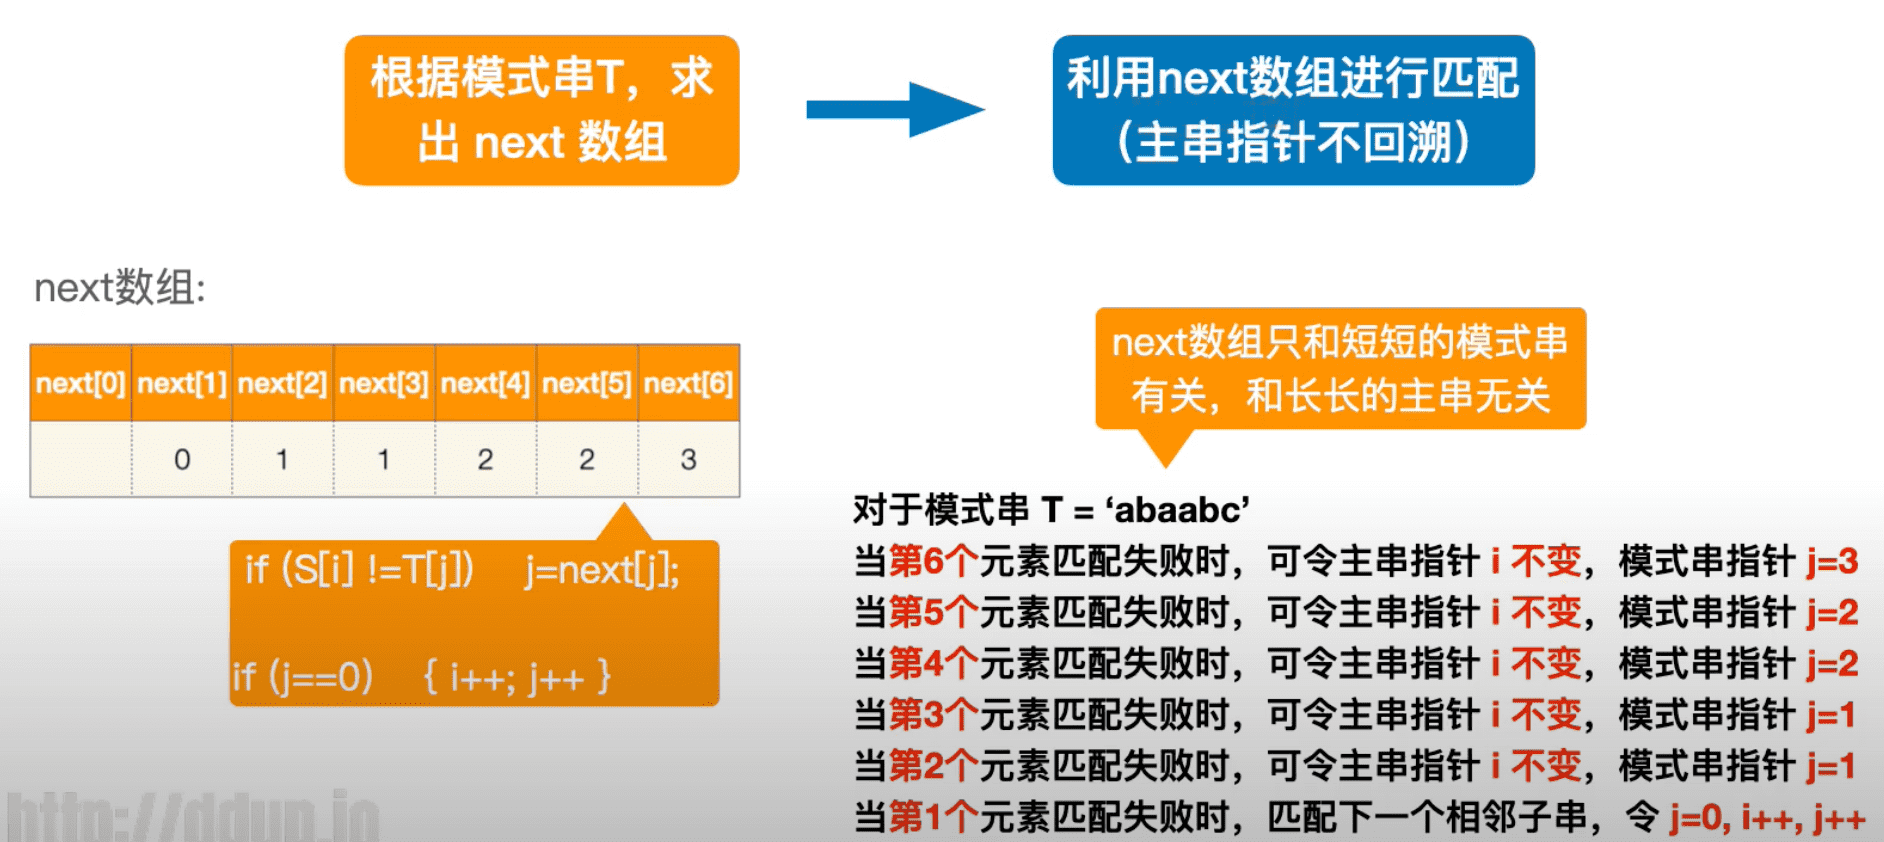 根据模式串T，求
出 next 数组
利用next数组进行匹配
（主串指针不回溯）
next数组:
next[0] next[1] next[2] next[3] next[4] next[5] next[6]
0 1 1 2 2 3
if (S[i] !=T[j]) j=next[j];
if (j==0) { i++; j++ }
next数组只和短短的模式串
有关，和长长的主串无关
对于模式串 T = ‘abaabc’
当第6个元素匹配失败时，可令主串指针 i 不变，模式串指针 j=3
当第5个元素匹配失败时，可令主串指针 i 不变，模式串指针 j=2
当第4个元素匹配失败时，可令主串指针 i 不变，模式串指针 j=2
当第3个元素匹配失败时，可令主串指针 i 不变，模式串指针 j=1
当第2个元素匹配失败时，可令主串指针 i 不变，模式串指针 j=1
当第1个元素匹配失败时，匹配下一个相邻子串，令 j=0, i++, j++